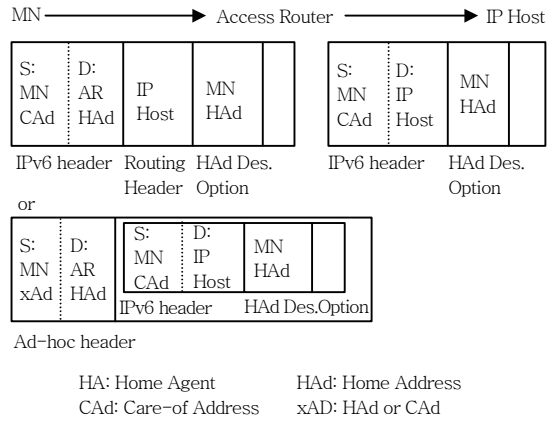 MN Access Router IP Host
S: MN CAd
D: AR HAd
IP Host
MN HAd
IPv6 header
Routing Header
HAd Des. Option
S: MN CAd
D: IP Host
MN HAd
IPv6 header
HAd Des. Option
or
S: MN xAd
D: AR HAd
S: MN CAd
D: IP Host
MN HAd
IPv6 header
HAd Des.Option
Ad-hoc header
HA: Home Agent
HAd: Home Address
CAd: Care-of Address
xAD: HAd or CAd